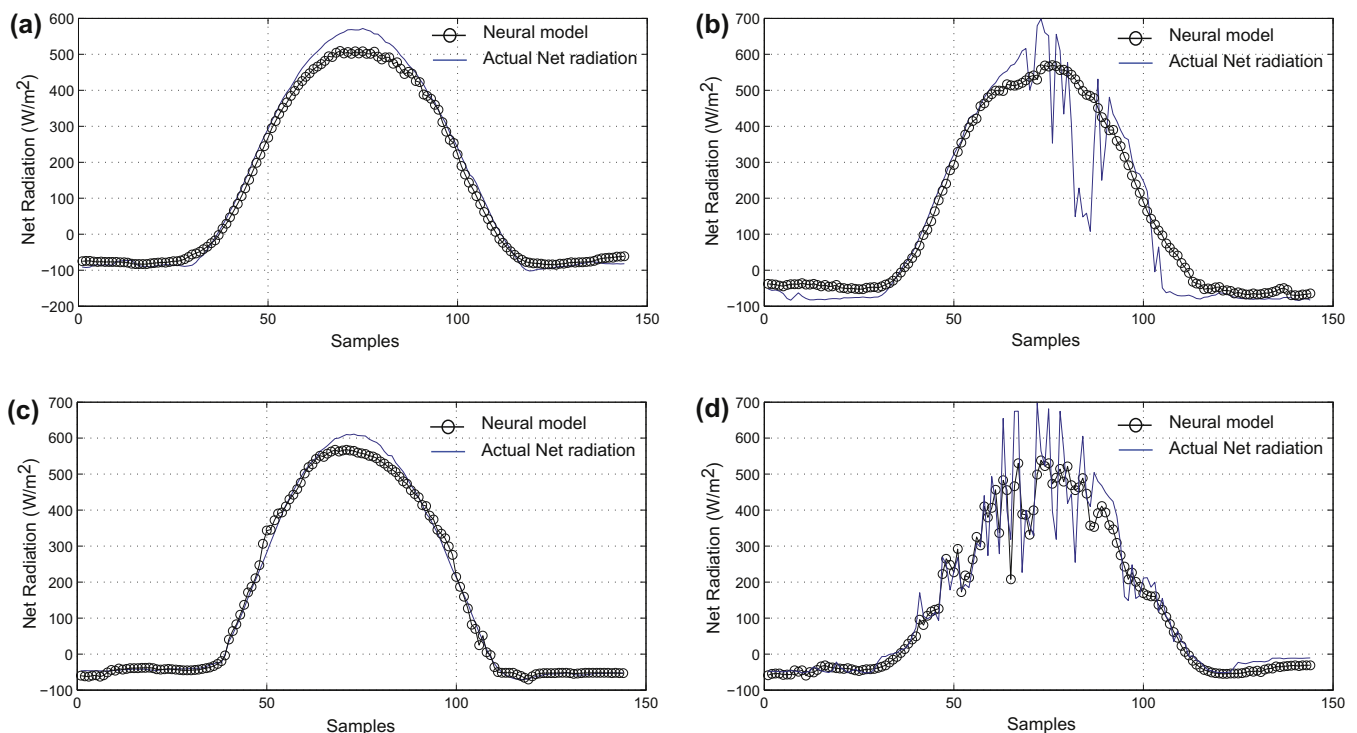 (a)
Neural model
Actual Net radiation
Net Radiation (W/m2)
600
500
400
300
200
100
0
−100
−200
0
50
100
150
Samples
(b)
Neural model
Actual Net radiation
Net Radiation (W/m2)
700
600
500
400
300
200
100
0
−100
0
50
100
150
Samples
(c)
Neural model
Actual Net radiation
Net Radiation (W/m2)
700
600
500
400
300
200
100
0
−100
0
50
100
150
Samples
(d)
Neural model
Actual Net radiation
Net Radiation (W/m2)
700
600
500
400
300
200
100
0
−100
0
50
100
150
Samples